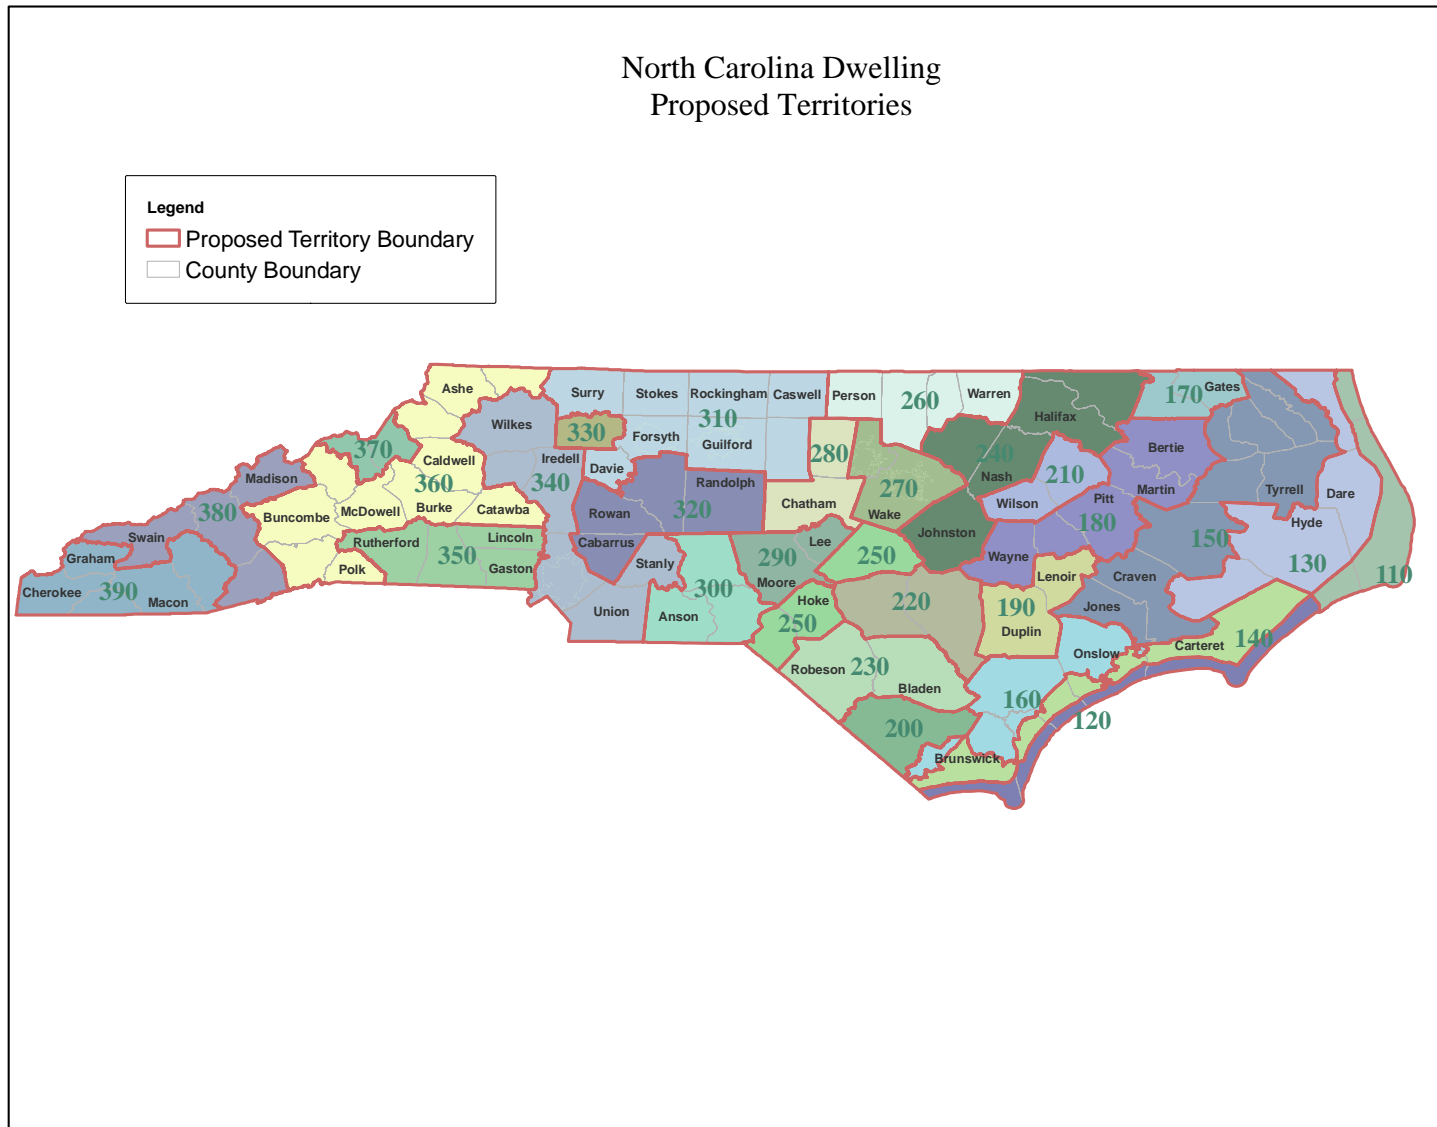 North Carolina Dwelling
Proposed Territories
Legend
Proposed Territory Boundary
County Boundary
Ashe
Surry
Stokes
Rockingham
Caswell
Person
260
Warren
170
Gates
Wilkes
330
310
Forsyth
Guilford
Halifax
370
Caldwell
Iredell
Davie
280
240
Bertie
Madison
360
340
Randolph
Nash
210
Tyrrell
Dare
380
Buncombe
McDowell
Burke
Catawba
Rowan
320
Chatham
270
Wake
Wilson
Pitt
Martin
180
Hyde
Swain
Rutherford
Lincoln
350
Cabarrus
Lee
Johnston
150
Graham
Polk
Gaston
Stanly
290
Moore
250
Wayne
Lenoir
Craven
130
110
Cherokee
390
Macon
Union
Anson
300
Hoke
250
220
190
Duplin
Jones
Robeson
230
Bladen
Onslow
Carteret
140
160
120
200
Brunswick